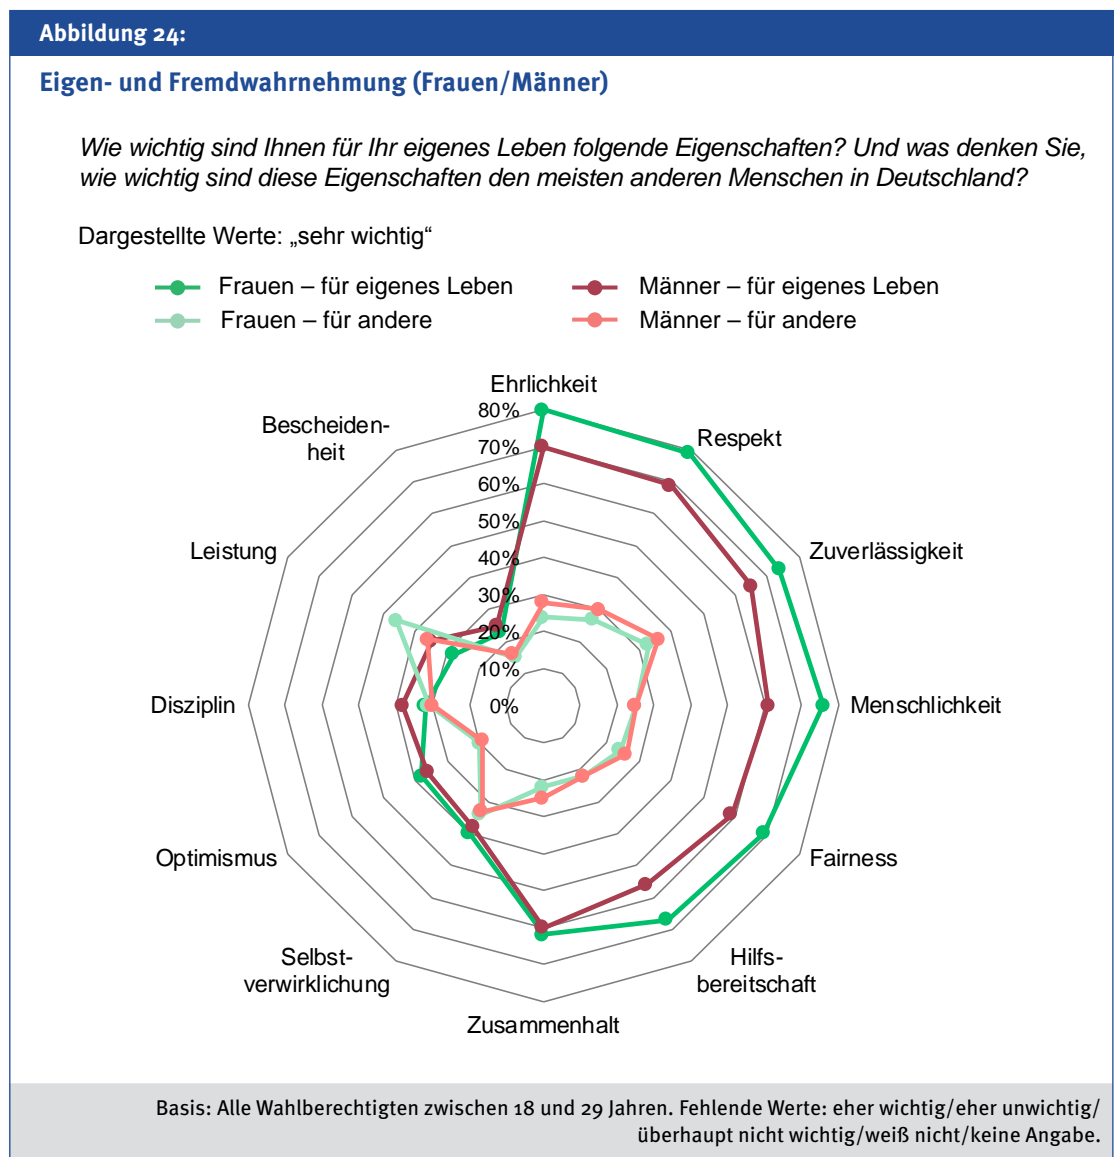 Abbildung 24:
Eigen- und Fremdwahrnehmung (Frauen/Männer)
Wie wichtig sind Ihnen für Ihr eigenes Leben folgende Eigenschaften? Und was denken Sie,
wie wichtig sind diese Eigenschaften den meisten anderen Menschen in Deutschland?
Dargestellte Werte: „sehr wichtig“
Frauen – für eigenes Leben
Männer – für eigenes Leben
Frauen – für andere
Männer – für andere
Ehrlichkeit
80%
70%
60%
50%
40%
30%
20%
10%
0%
Respekt
Zuverlässigkeit
Menschlichkeit
Fairness
Hilfs-
bereitschaft
Zusammenhalt
Selbst-
verwirklichung
Optimismus
Disziplin
Leistung
Bescheiden-
heit
Basis: Alle Wahlberechtigten zwischen 18 und 29 Jahren. Fehlende Werte: eher wichtig/eher unwichtig/
überhaupt nicht wichtig/weiß nicht/keine Angabe.